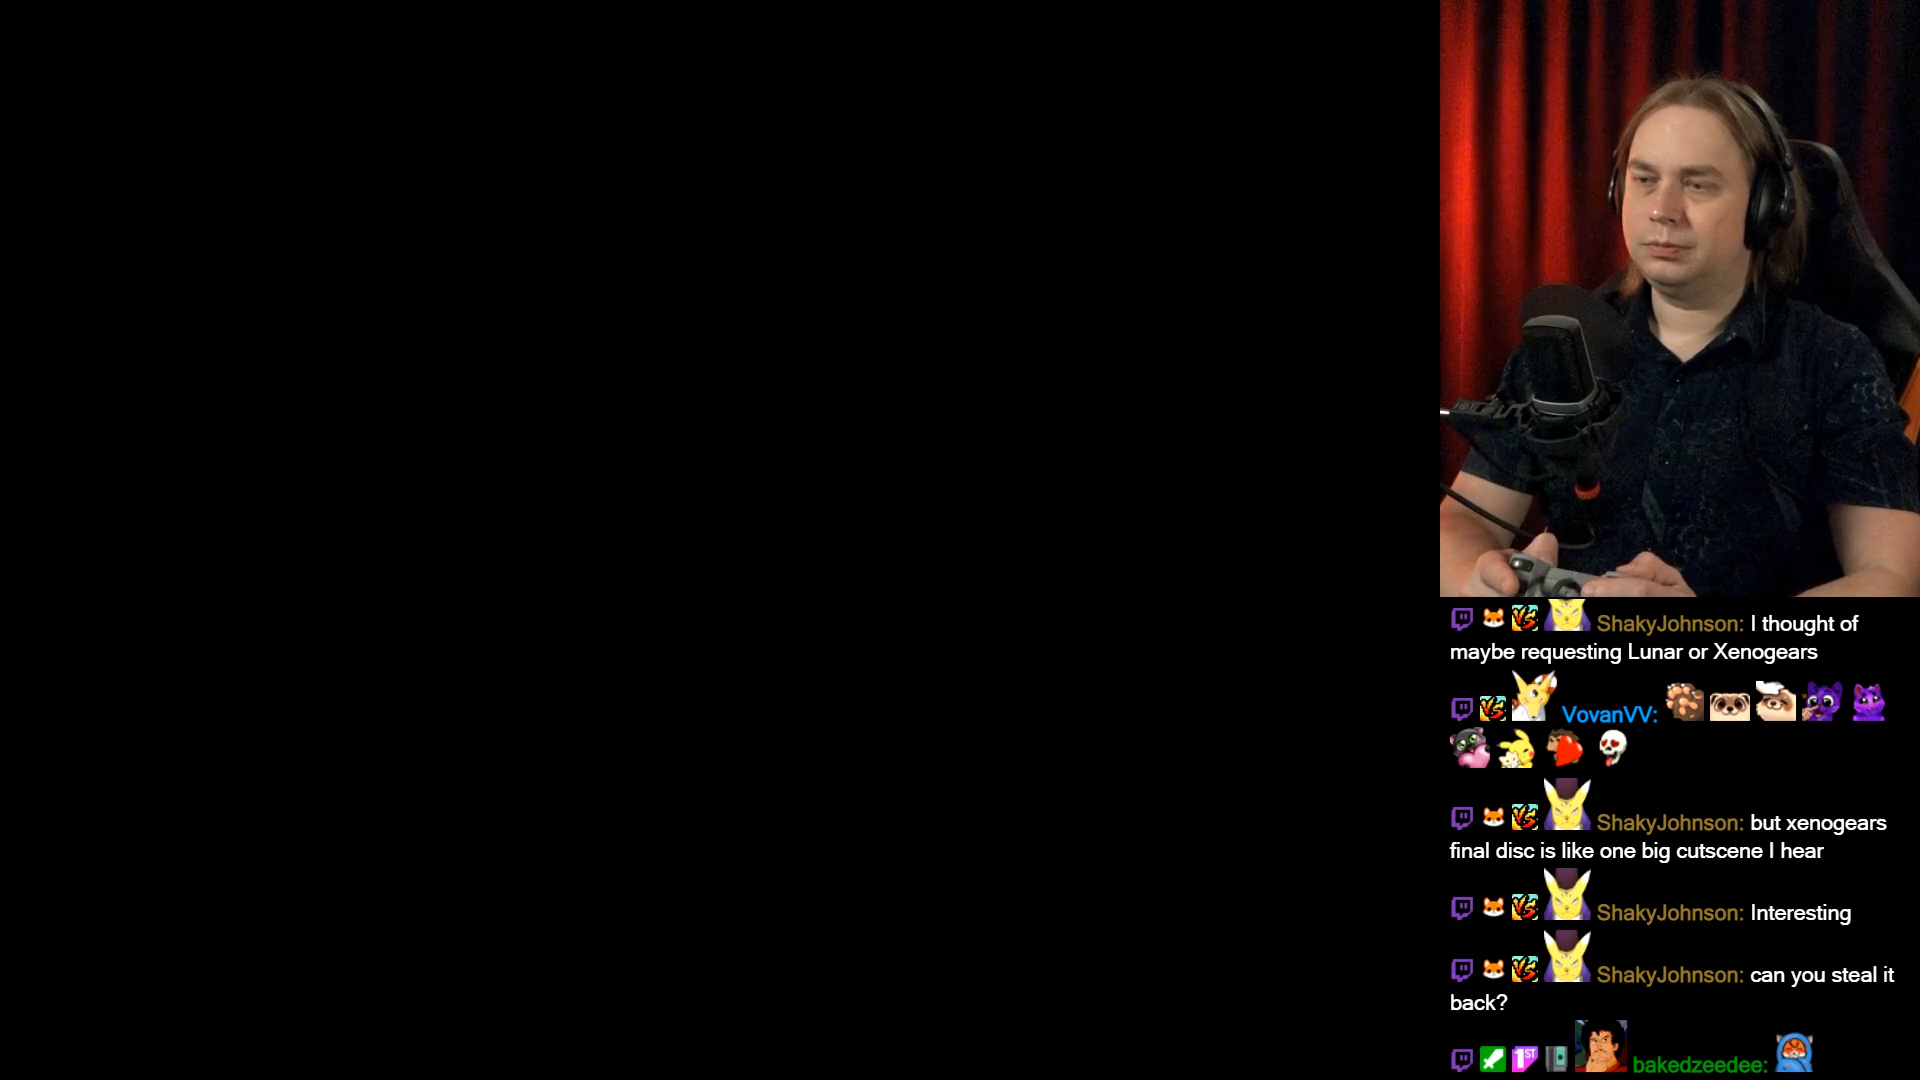 ShakyJohnson: I thought of
maybe requesting Lunar or Xenogears
VovanVV:
ShakyJohnson: but xenogears
final disc is like one big cutscene I hear
ShakyJohnson: Interesting
ShakyJohnson: can you steal it
back?
1ST bakedzeedee: